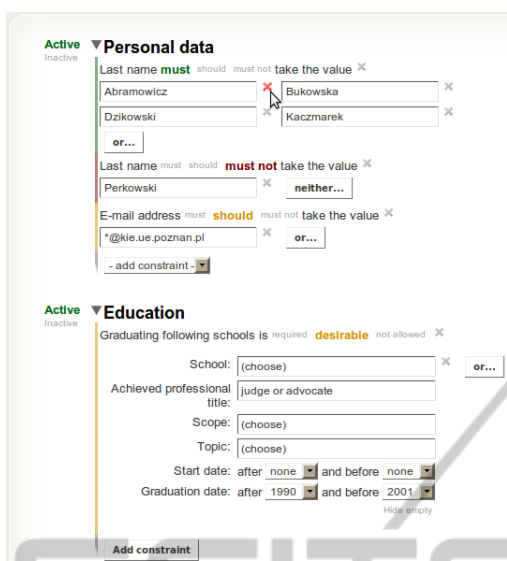 Active Personal data
Inactive
Last name must should must not take the value
Abramowicz Bukowska
Dzikowski Kaczmarek
or...
Last name must should must not take the value
Perkowski neither...
E-mail address must should must not take the value
*@kie.ue.poznan.pl or...
- add constraint -
Active Education
Inactive
Graduating following schools is required desirable not allowed
School: (choose) or...
Achieved professional
title: judge or advocate
Scope: (choose)
Topic: (choose)
Start date: after none and before none
Graduation date: after 1990 and before 2001
Hide empty
Add constraint